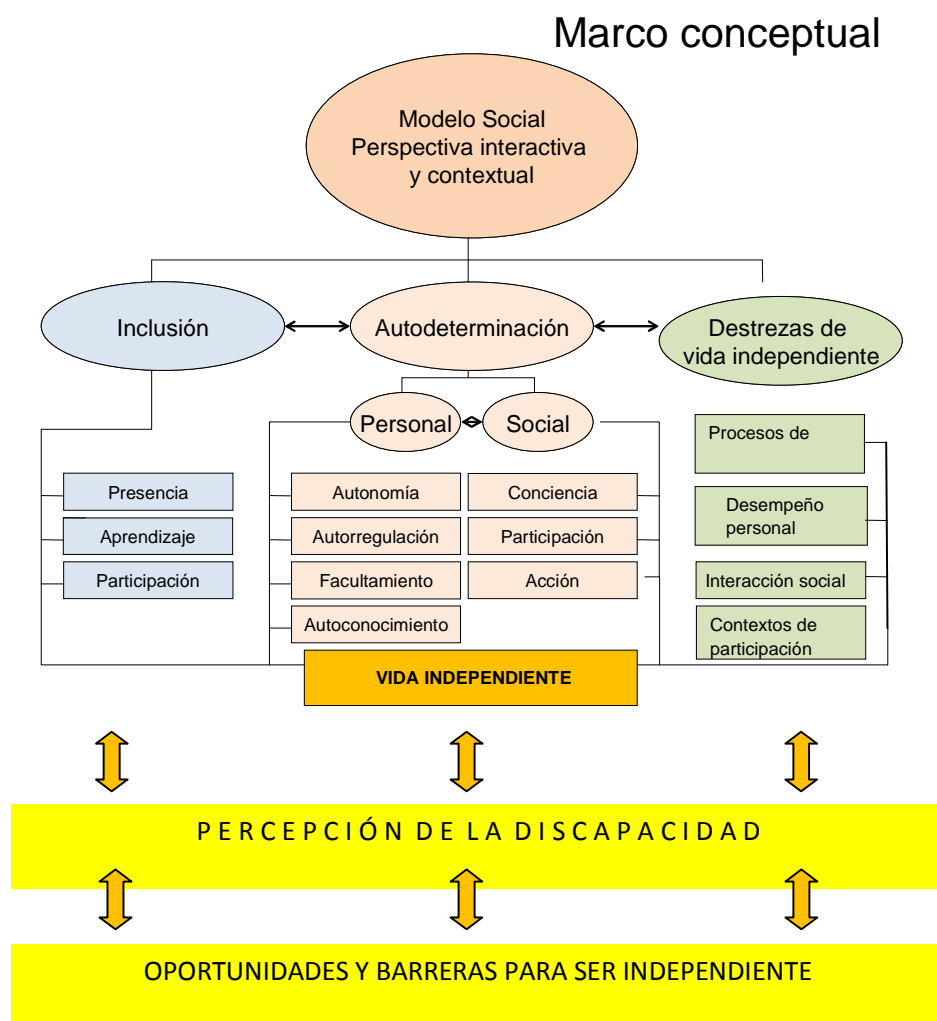 Marco conceptual
Modelo Social
Perspectiva interactiva
y contextual
Inclusión
Autodeterminación
Destrezas de
vida independiente
Personal
Social
Presencia
Aprendizaje
Participación
Autonomía
Autorregulación
Facultamiento
Autoconocimiento
Conciencia
Participación
Acción
Procesos de
Desempeño
personal
Interacción social
Contextos de
participación
VIDA INDEPENDIENTE
P E R C E P C I Ó N  D E  L A  D I S C A P A C I D A D
OPORTUNIDADES Y BARRERAS PARA SER INDEPENDIENTE